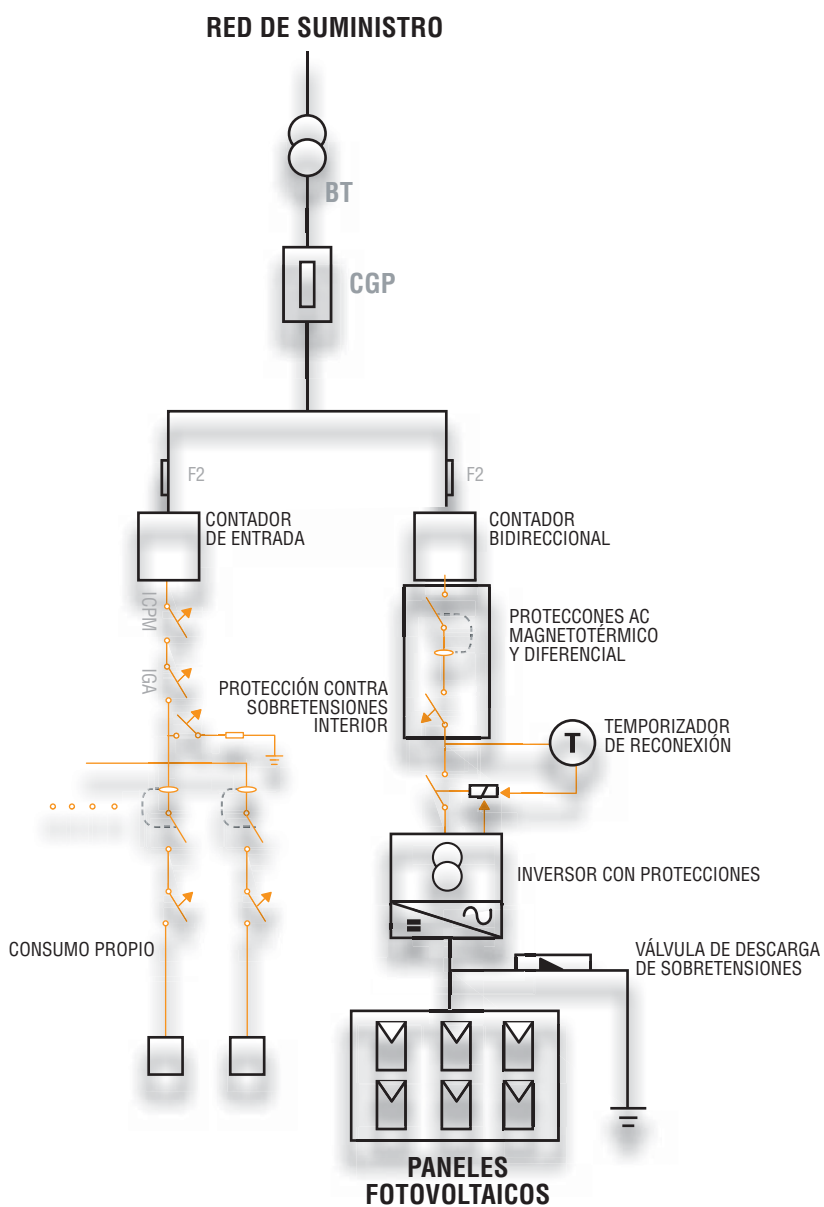 RED DE SUMINISTRO
BT
CGP
F2
F2
CONTADOR
DE ENTRADA
CONTADOR
BIDIRECCIONAL
ICPM
IGA
PROTECCONES AC
MAGNETOTÉRMICO
Y DIFERENCIAL
PROTECCIÓN CONTRA
SOBRETENSIONES
INTERIOR
T
TEMPORIZADOR
DE RECONEXIÓN
INVERSOR CON PROTECCIONES
CONSUMO PROPIO
VÁLVULA DE DESCARGA
DE SOBRETENSIONES
PANELES
FOTOVOLTAICOS